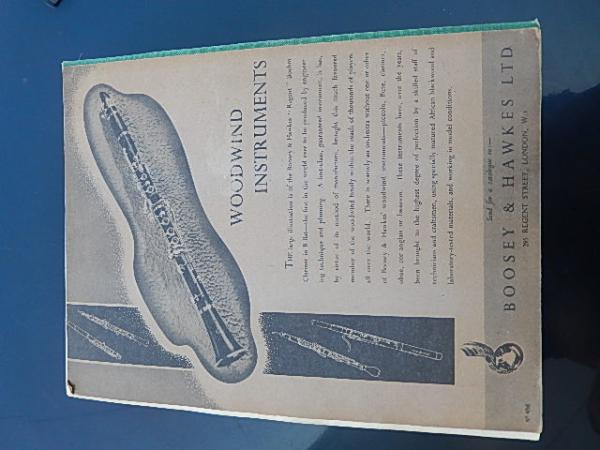 WOODWIND
INSTRUMENTS
THE large illustration is of the Boosey & Hawkes "Regent" Boehm
Clarinet in B flat—the first in the world ever to be produced by engineer-
ing technique and planning. A instrument, it has,
by virtue of its method of manufacture, brought this much favoured
member of the woodwind family within the reach of thousands of players
all over the world. There is scarcely an orchestra without one or other
of Boosey & Hawkes' woodwind instruments—piccolo, flute, clarinet,
oboe, cor anglais or bassoon. These instruments have, over the years,
been brought to the highest degree of perfection by a skilled staff of
technicians and craftsmen, using specially matured African blackwood and
laboratory-tested materials, and working in model conditions.
Send for a catalogue to—
BOOSEY & HAWKES LTD
295 REGENT STREET, LONDON, W.1